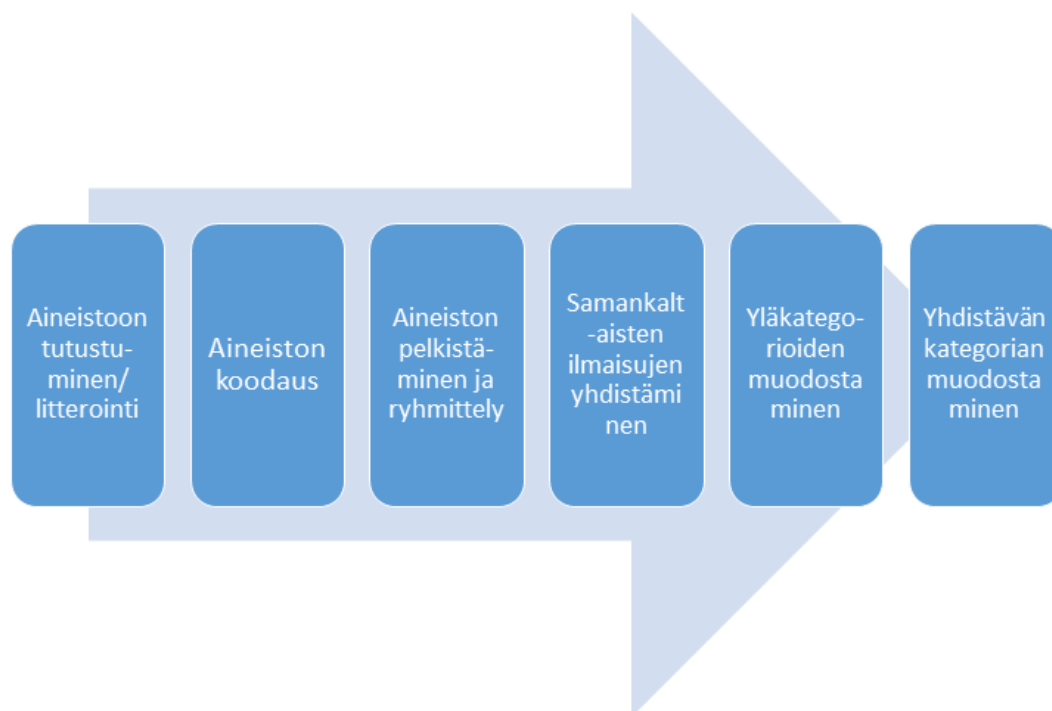 Aineistoon
tutustu-
minen/
litterointi
Aineiston
koodaus
Aineiston
pelkistä-
minen ja
ryhmittely
Samankalt
-aisten
ilmaisujen
yhdistämi
nen
Yläkatego-
rioiden
muodosta
minen
Yhdistävän
kategorian
muodosta
minen